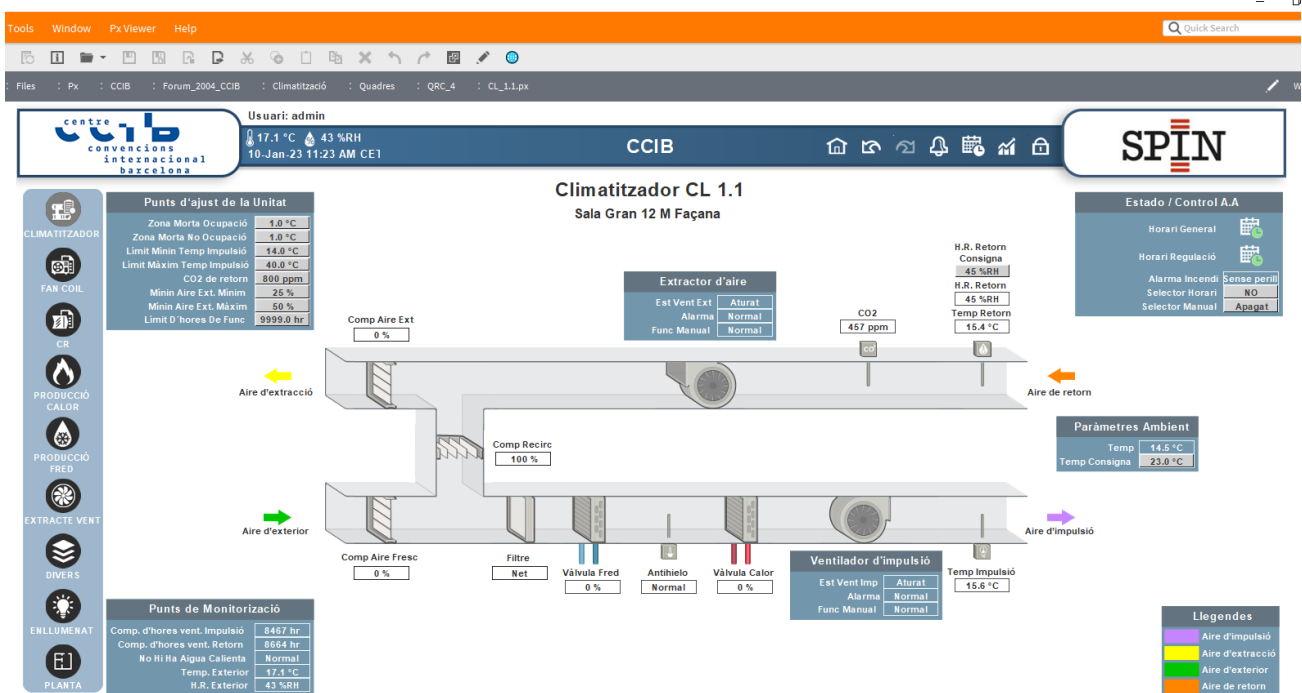 Tools Window Px Viewer Help
Quick Search
Files : Px : CCIB : Forum_2004_CCIB : Climatització : Quadres : QRC_4 : CL_1.1.px
centre
ccib
convencions
internacional
barcelona
Usuari: admin
17.1 °C 43 %RH
10-Jan-23 11:23 AM CET
CCIB
SPIN
Climatitzador CL 1.1
Sala Gran 12 M Façana
CLIMATITZADOR
FAN COIL
CR
PRODUCCIÓ
CALOR
PRODUCCIÓ
FRED
EXTRACTE VENT
DIVERS
ENLLUMENAT
PLANTA
Punts d'ajust de la Unitat
Zona Morta Ocupació 1.0 °C
Zona Morta No Ocupació 1.0 °C
Limit Mínin Temp Impulsió 14.0 °C
Limit Màxim Temp Impulsió 40.0 °C
CO2 de retorn 800 ppm
Minin Aire Ext. Minim 25 %
Minin Aire Ext. Màxim 50 %
Limit D'hores De Func 9999.0 hr
Estado / Control A.A
Horari General
Horari Regulació
Alarma Incendi Sense perill
Selector Horari NO
Selector Manual Apagat
H.R. Retorn
Consigna
45 %RH
H.R. Retorn
45 %RH
Temp Retorn
15.4 °C
Extractor d'aire
Est Vent Ext Aturat
Alarma Normal
Func Manual Normal
CO2
457 ppm
Comp Aire Ext
0 %
Aire d'extracció
Aire de retorn
Comp Recirc
100 %
Paràmetres Ambient
Temp 14.5 °C
Temp Consigna 23.0 °C
Aire d'exterior
Aire d'impulsió
Comp Aire Fresc
0 %
Filtre
Net
Vàlvula Fred
0 %
Antihielo
Normal
Vàlvula Calor
0 %
Ventilador d'impulsió
Est Vent Imp Aturat
Alarma Normal
Func Manual Normal
Temp Impulsió
15.6 °C
Punts de Monitorizació
Comp. d'hores vent. Impulsió 8467 hr
Comp. d'hores vent. Retorn 8664 hr
No Hi Ha Aigua Calienta Normal
Temp. Exterior 17.1 °C
H.R. Exterior 43 %RH
Llegendes
Aire d'impulsió
Aire d'extracció
Aire d'exterior
Aire de retorn